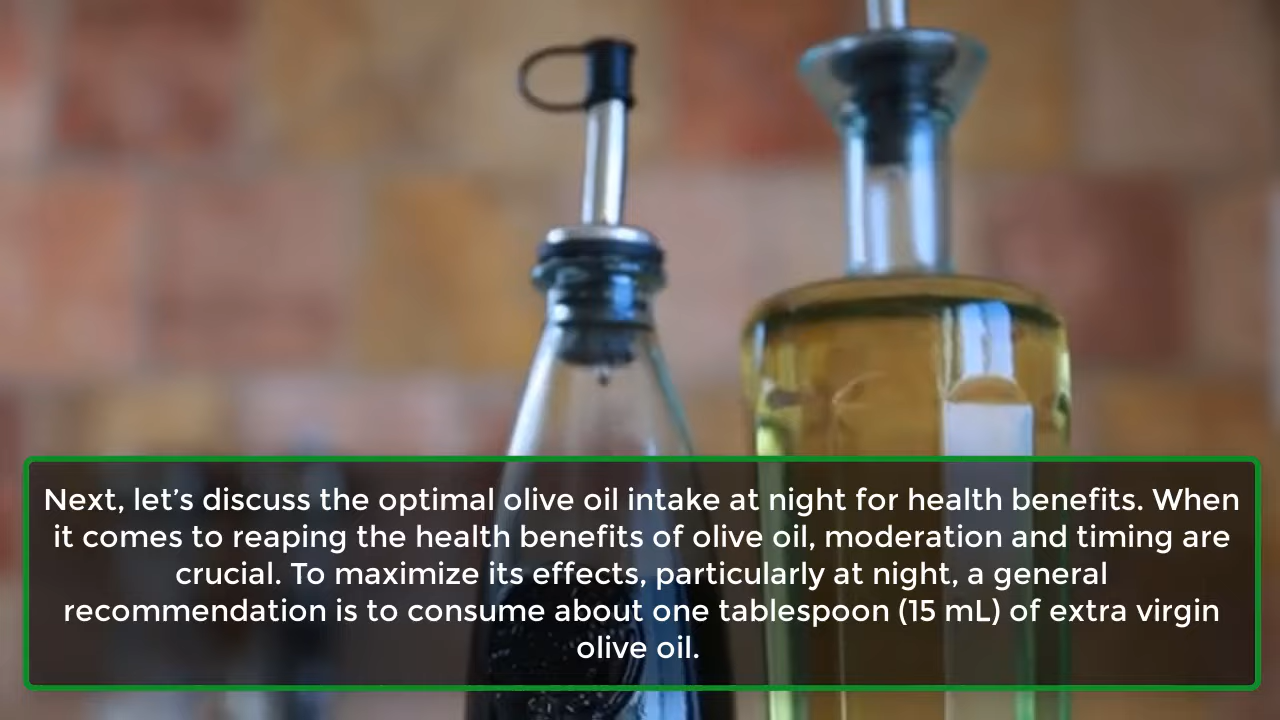 Next, let’s discuss the optimal olive oil intake at night for health benefits. When
it comes to reaping the health benefits of olive oil, moderation and timing are
crucial. To maximize its effects, particularly at night, a general
recommendation is to consume about one tablespoon (15 mL) of extra virgin
olive oil.